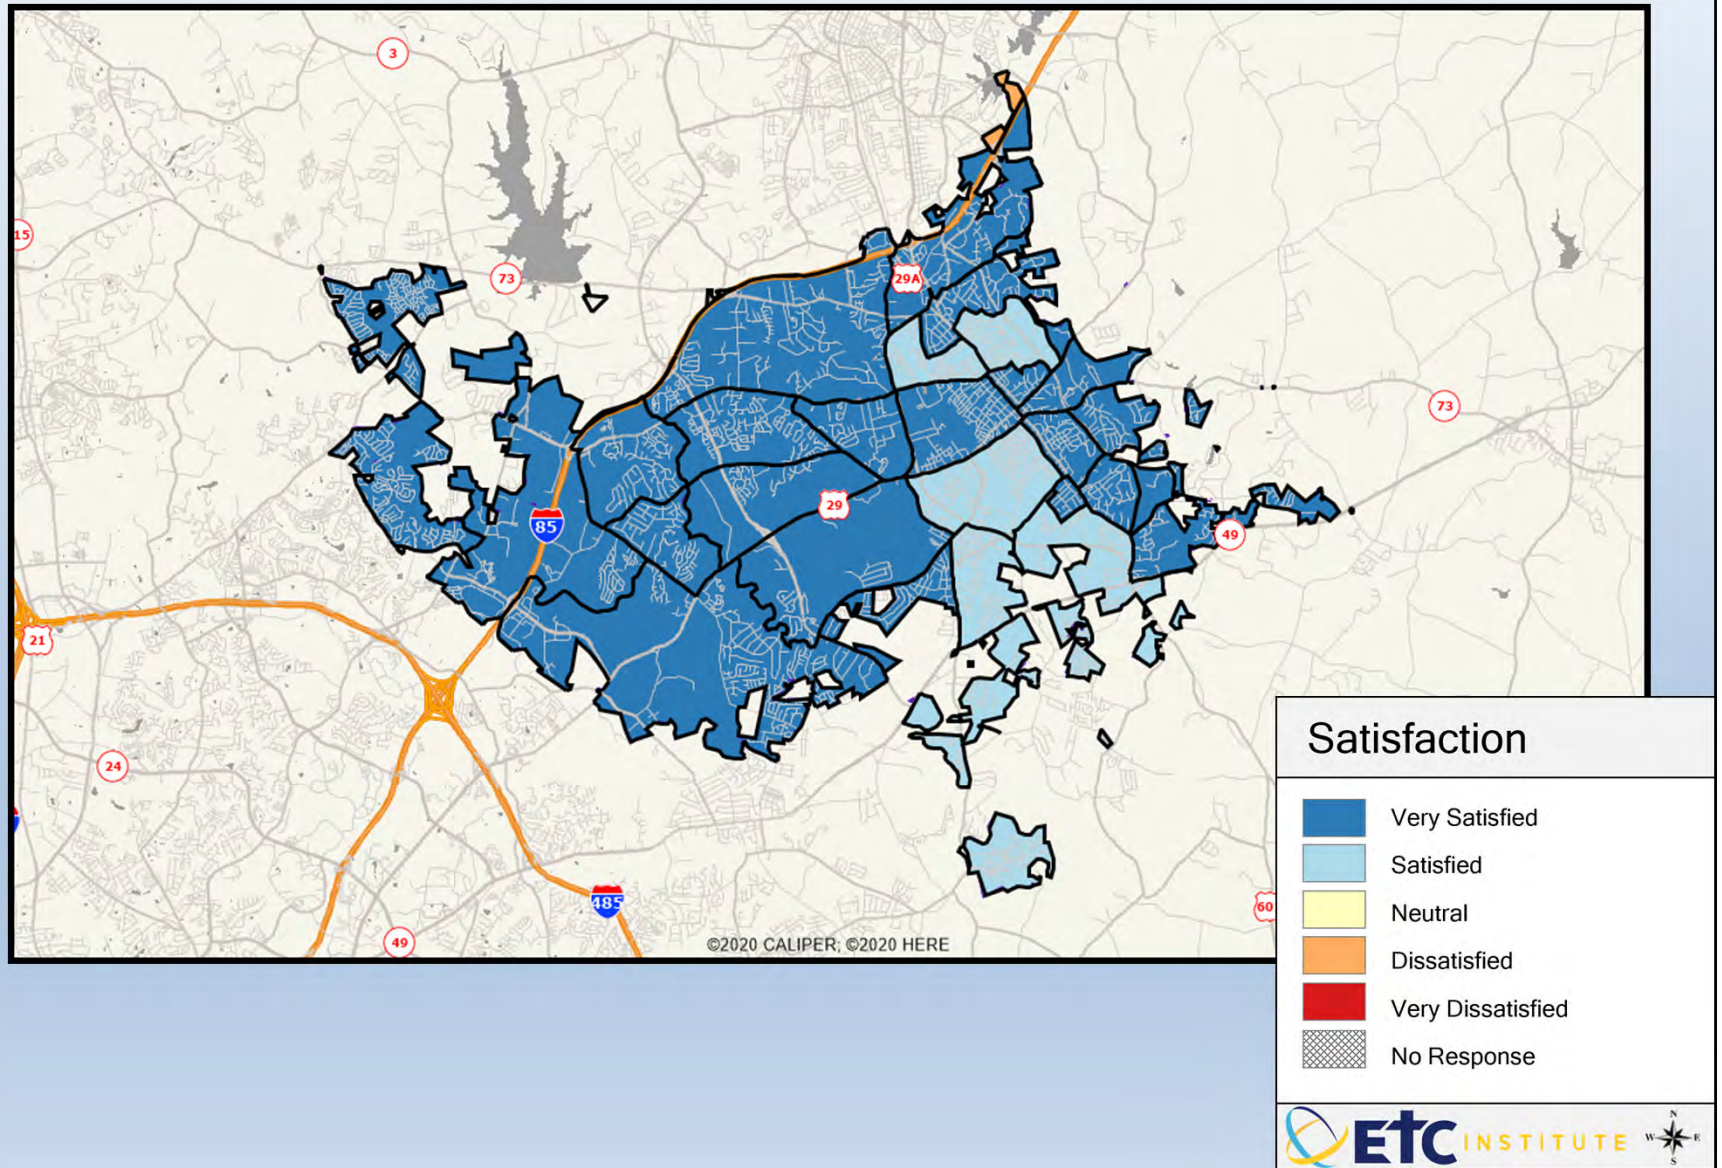 3
15
73
29A
73
29
85
49
21
24
485
49
60
©2020 CALIPER; ©2020 HERE
Satisfaction
Very Satisfied
Satisfied
Neutral
Dissatisfied
Very Dissatisfied
No Response
ETC INSTITUTE
N
W E
S